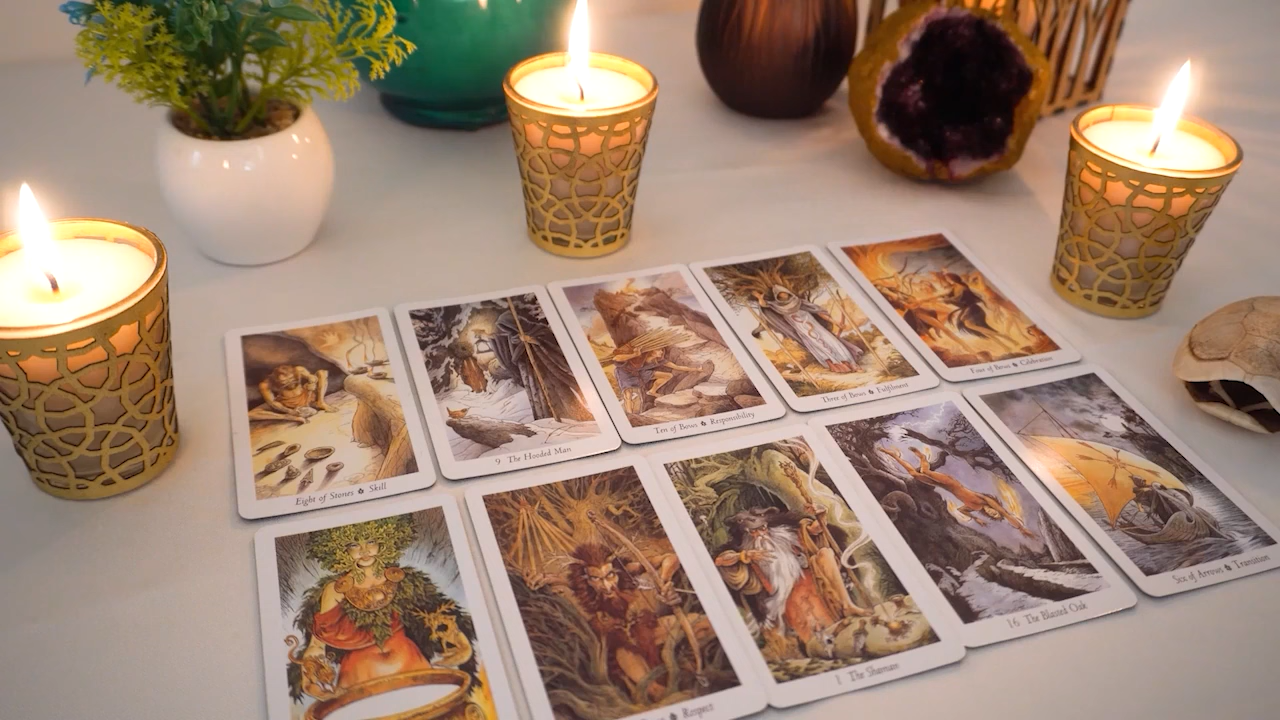 Eight of Stones Skill
9 The Hooded Man
Ten of Bows Responsibility
Three of Bows Fulfilment
Four of Bows Celebration
Respect
1 The Shaman
16 The Blasted Oak
Six of Arrows Transition